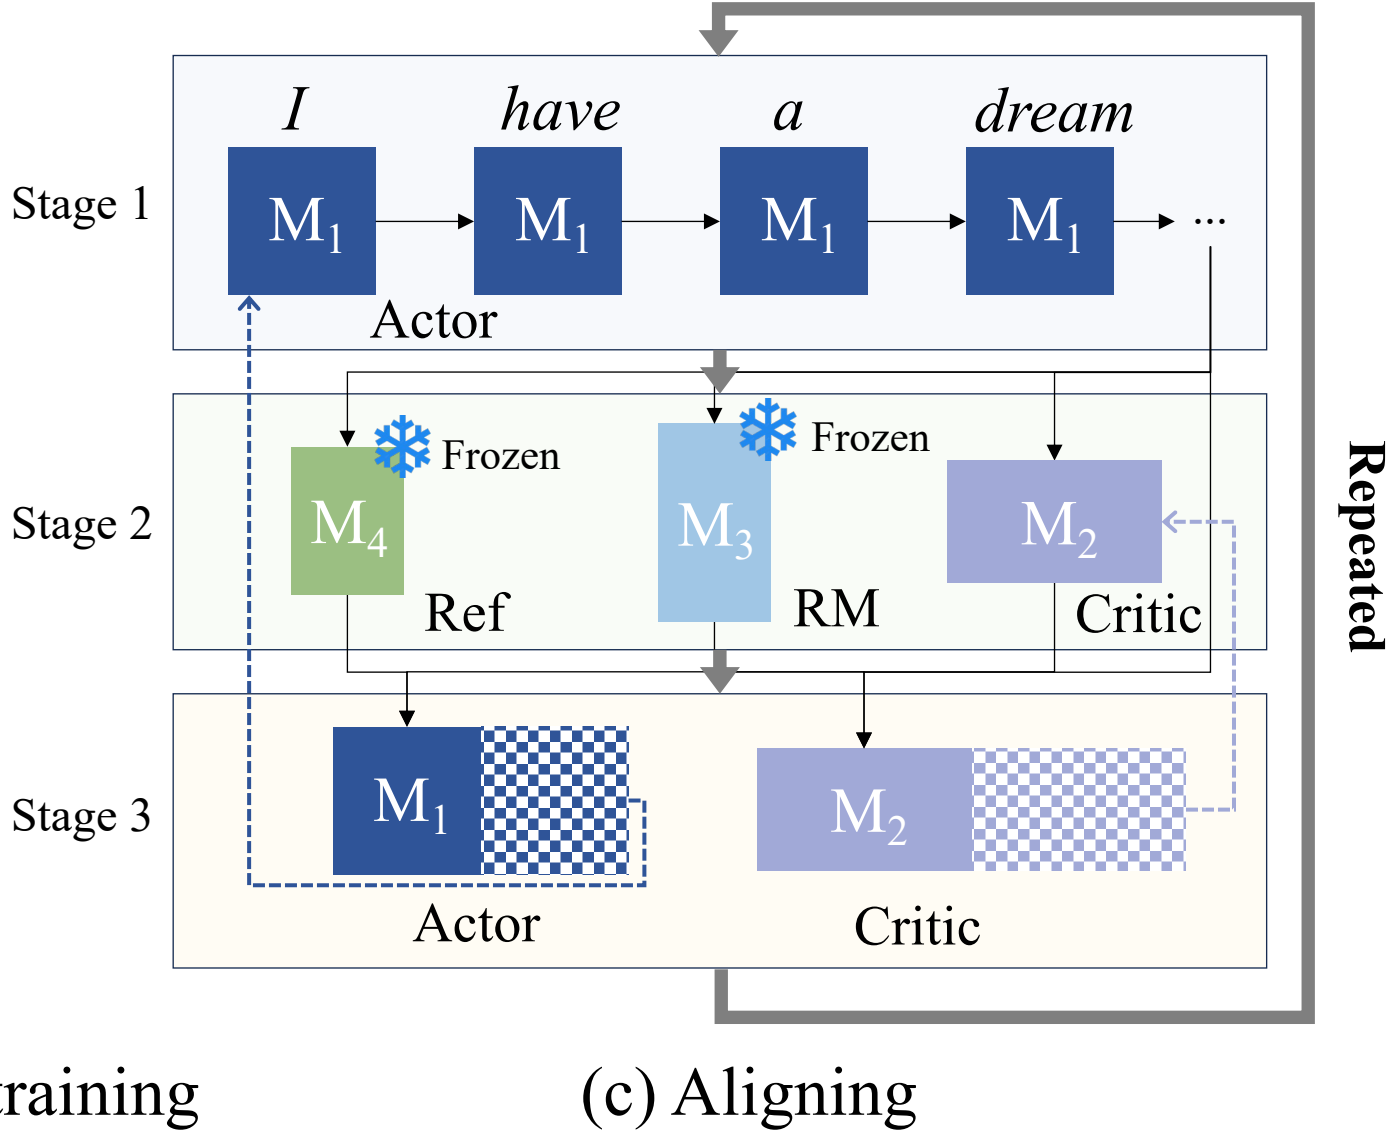 I have a dream
Stage 1
M1 M1 M1 M1 ...
Actor
Frozen
Frozen
Stage 2
M4 M3 M2
Ref RM Critic
Repeated
Stage 3
M1 M2
Actor Critic
training (c) Aligning